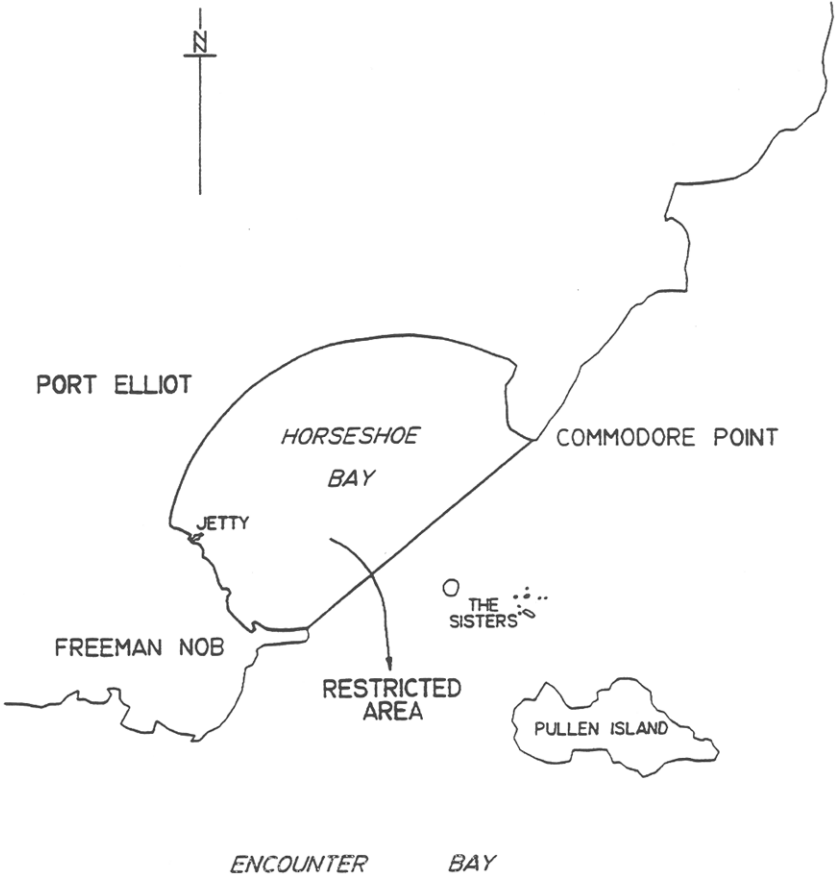 N
PORT ELLIOT
HORSESHOE
BAY
COMMODORE POINT
JETTY
THE
SISTERS
FREEMAN NOB
RESTRICTED
AREA
PULLEN ISLAND
ENCOUNTER BAY